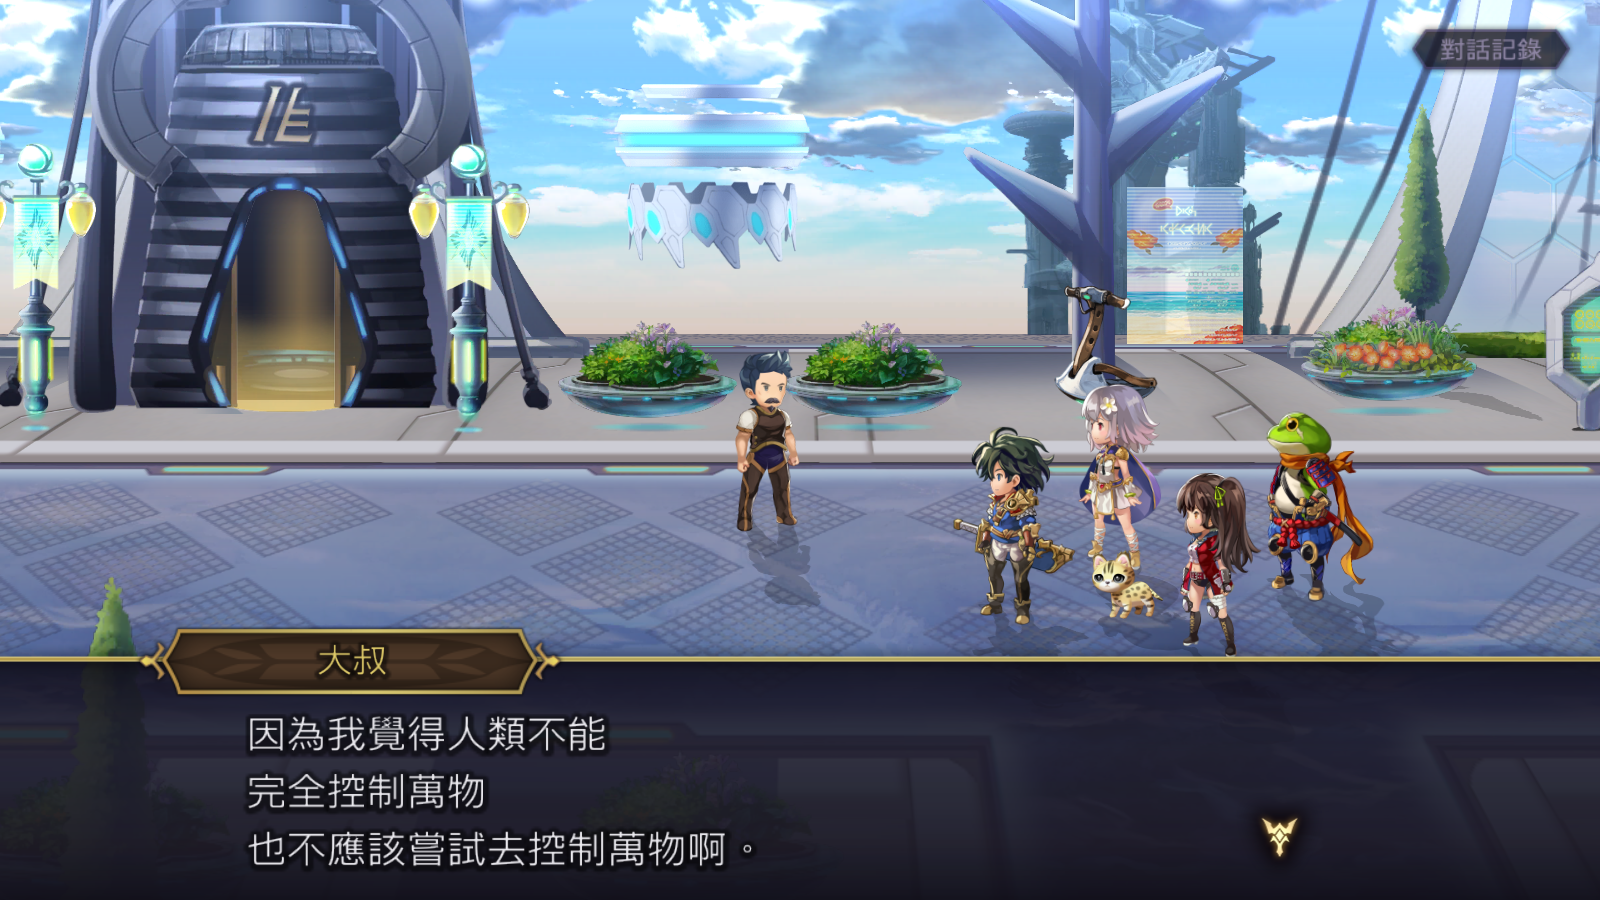 對話記錄
大叔
因為我覺得人類不能
完全控制萬物
也不應該嘗試去控制萬物啊。